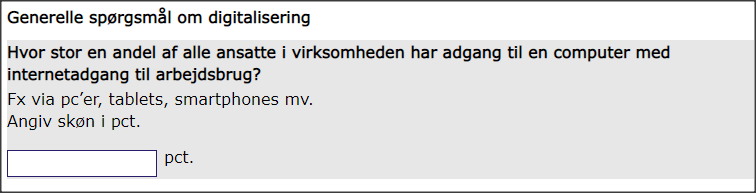 Generelle spørgsmål om digitalisering
Hvor stor en andel af alle ansatte i virksomheden har adgang til en computer med
internetadgang til arbejdsbrug?
Fx via pc’er, tablets, smartphones mv.
Angiv skøn i pct.
pct.